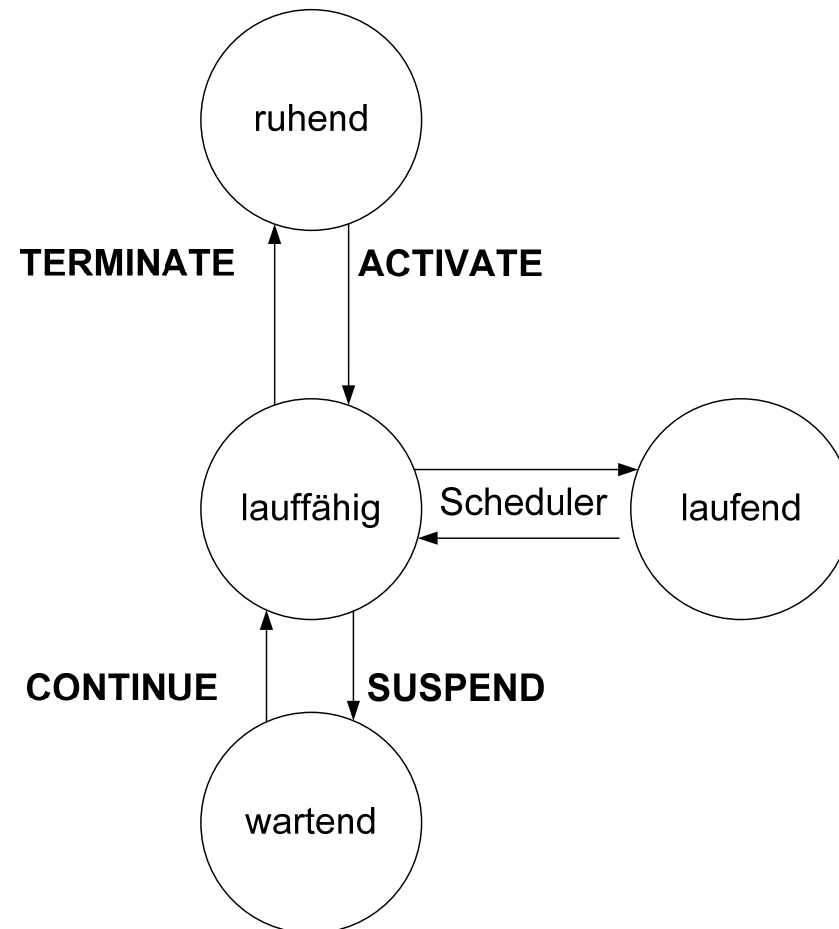 ruhend
TERMINATE
ACTIVATE
lauffähig
Scheduler
laufend
CONTINUE
SUSPEND
wartend